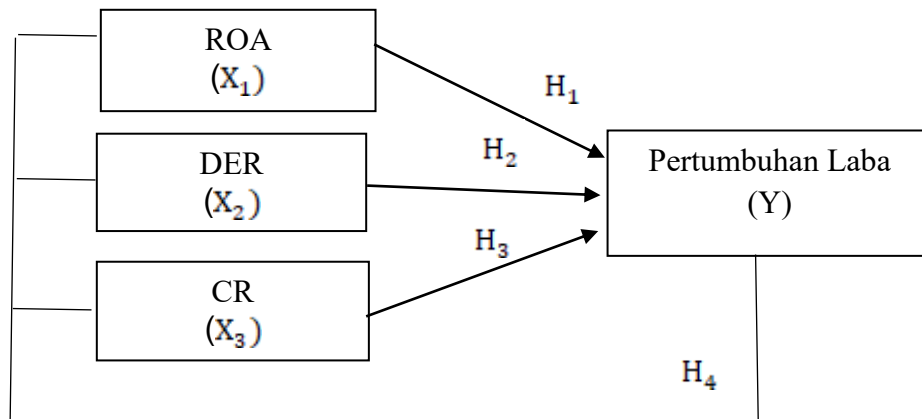 ROA
(X₁)
H₁
DER
(X₂)
H₂
Pertumbuhan Laba
(Y)
CR
(X₃)
H₃
H₄